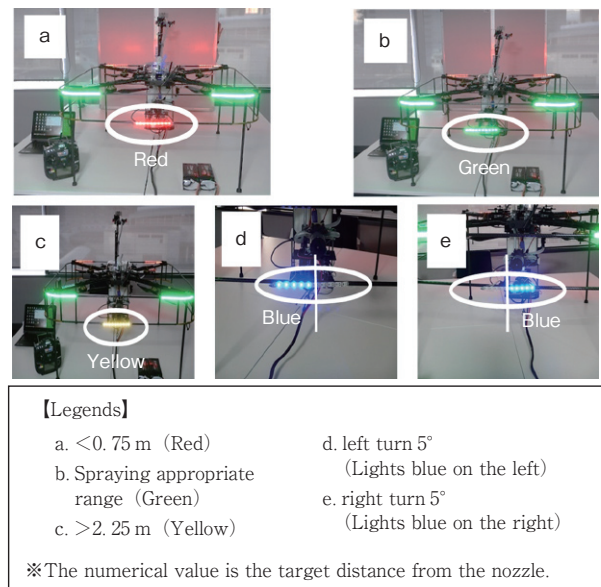 a
b
Red
Green
c
d
e
Blue
Blue
Yellow
【Legends】
a. <0. 75 m（Red）
b. Spraying appropriate
range（Green）
c. >2. 25 m（Yellow）
d. left turn 5°
（Lights blue on the left）
e. right turn 5°
（Lights blue on the right）
※The numerical value is the target distance from the nozzle.